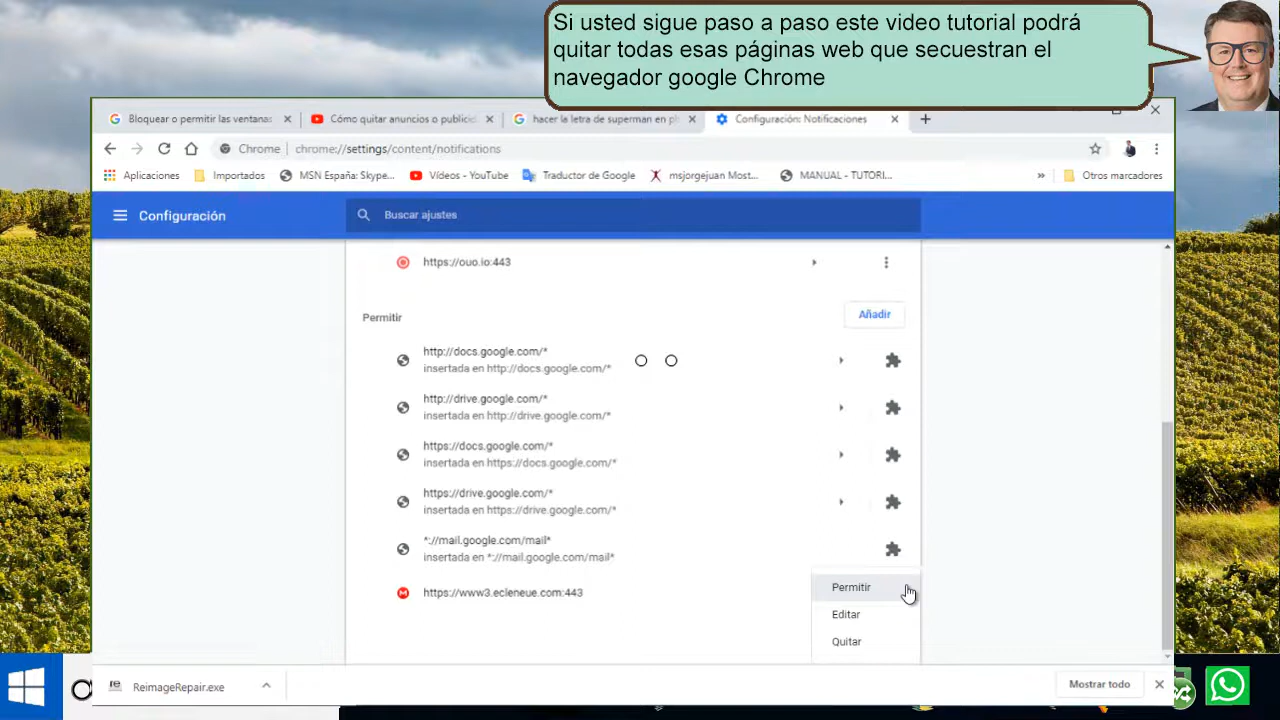 Si usted sigue paso a paso este video tutorial podrá
quitar todas esas páginas web que secuestran el
navegador google Chrome
Bloquear o permitir las ventanas
Cómo quitar anuncios o publicid
hacer la letra de superman en ph
Configuración: Notificaciones
Chrome
chrome://settings/content/notifications
Aplicaciones
Importados
MSN España: Skype...
Vídeos - YouTube
Traductor de Google
msjorgejuan Most...
MANUAL - TUTORI...
»
Otros marcadores
Configuración
Buscar ajustes
https://ouo.io:443
Permitir
Añadir
http://docs.google.com/*
insertada en http://docs.google.com/*
http://drive.google.com/*
insertada en http://drive.google.com/*
https://docs.google.com/*
insertada en https://docs.google.com/*
https://drive.google.com/*
insertada en https://drive.google.com/*
*://mail.google.com/mail*
insertada en *://mail.google.com/mail*
https://www3.ecleneue.com:443
Permitir
Editar
Quitar
ReimageRepair.exe
Mostrar todo